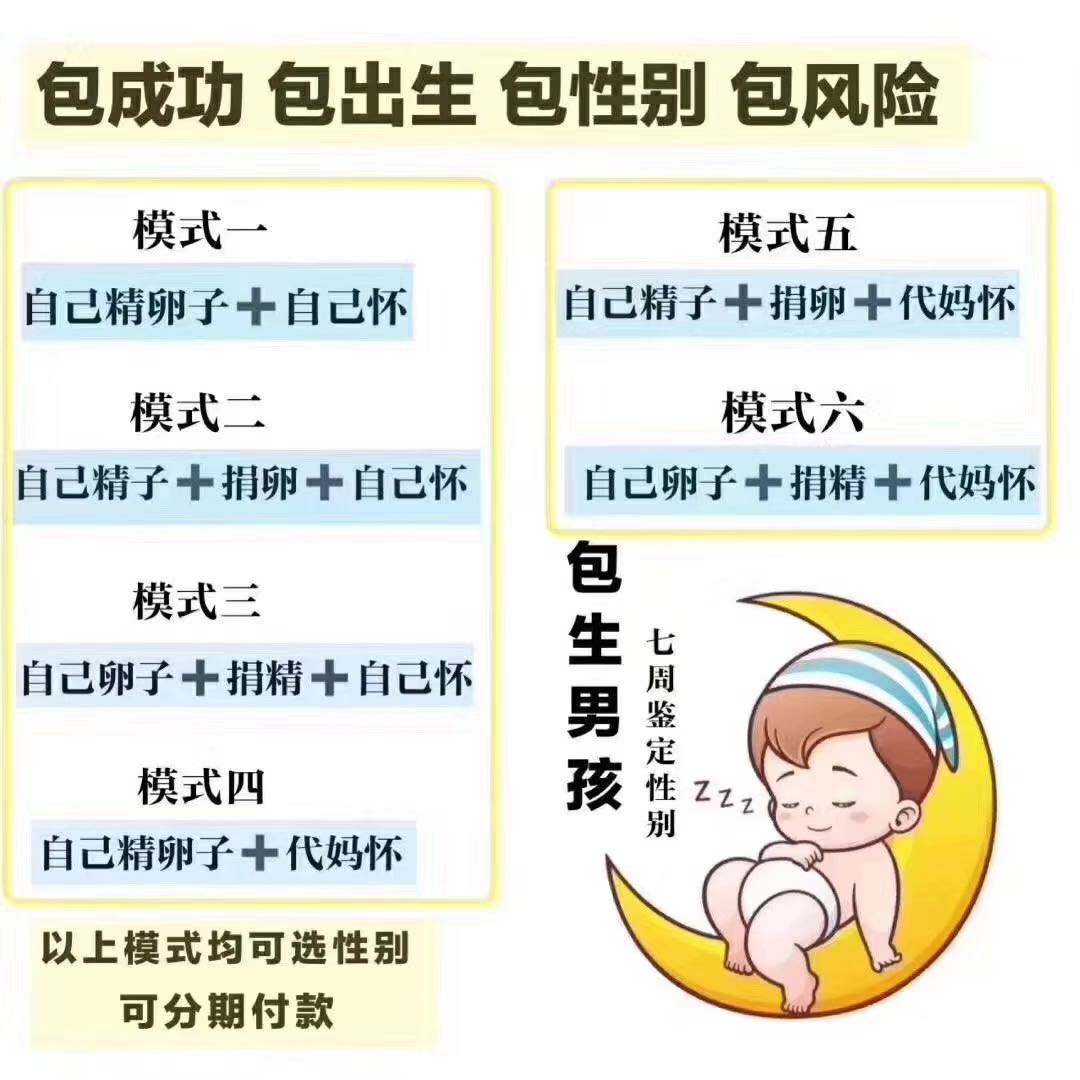 包成功 包出生 包性别 包风险
模式一
自己精卵子➕自己怀
模式二
自己精子➕捐卵➕自己怀
模式三
自己卵子➕捐精➕自己怀
模式四
自己精卵子➕代妈怀
以上模式均可选性别
可分期付款
模式五
自己精子➕捐卵➕代妈怀
模式六
自己卵子➕捐精➕代妈怀
包生男孩
七周鉴定性别
zzz